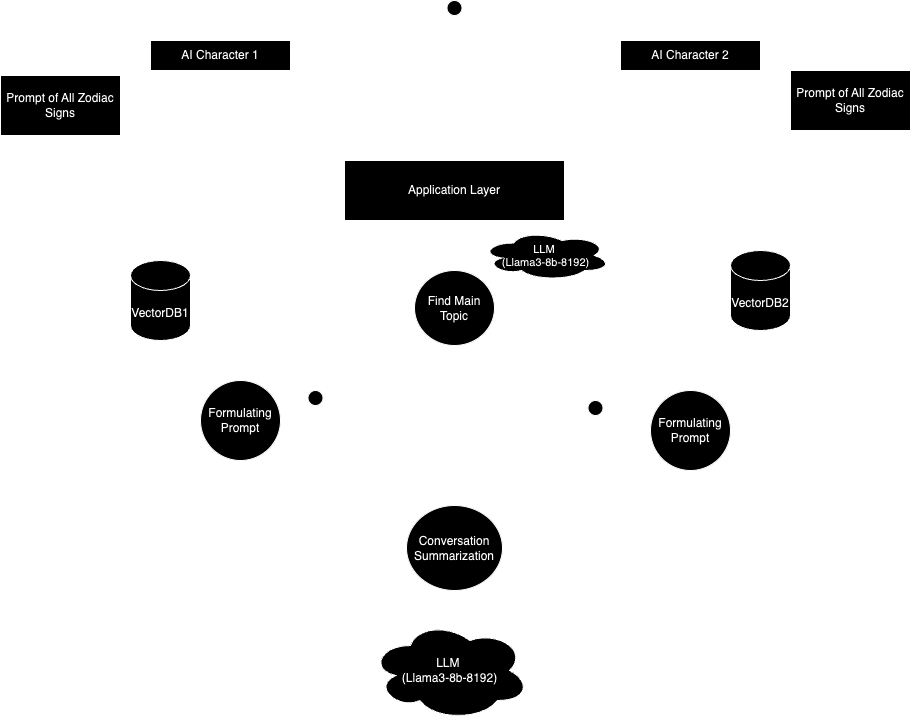 AI Character 1
AI Character 2
Prompt of All Zodiac
Signs
Prompt of All Zodiac
Signs
Application Layer
LLM
(Llama3-8b-8192)
VectorDB1
Find Main
Topic
VectorDB2
Formulating
Prompt
Formulating
Prompt
Conversation
Summarization
LLM
(Llama3-8b-8192)